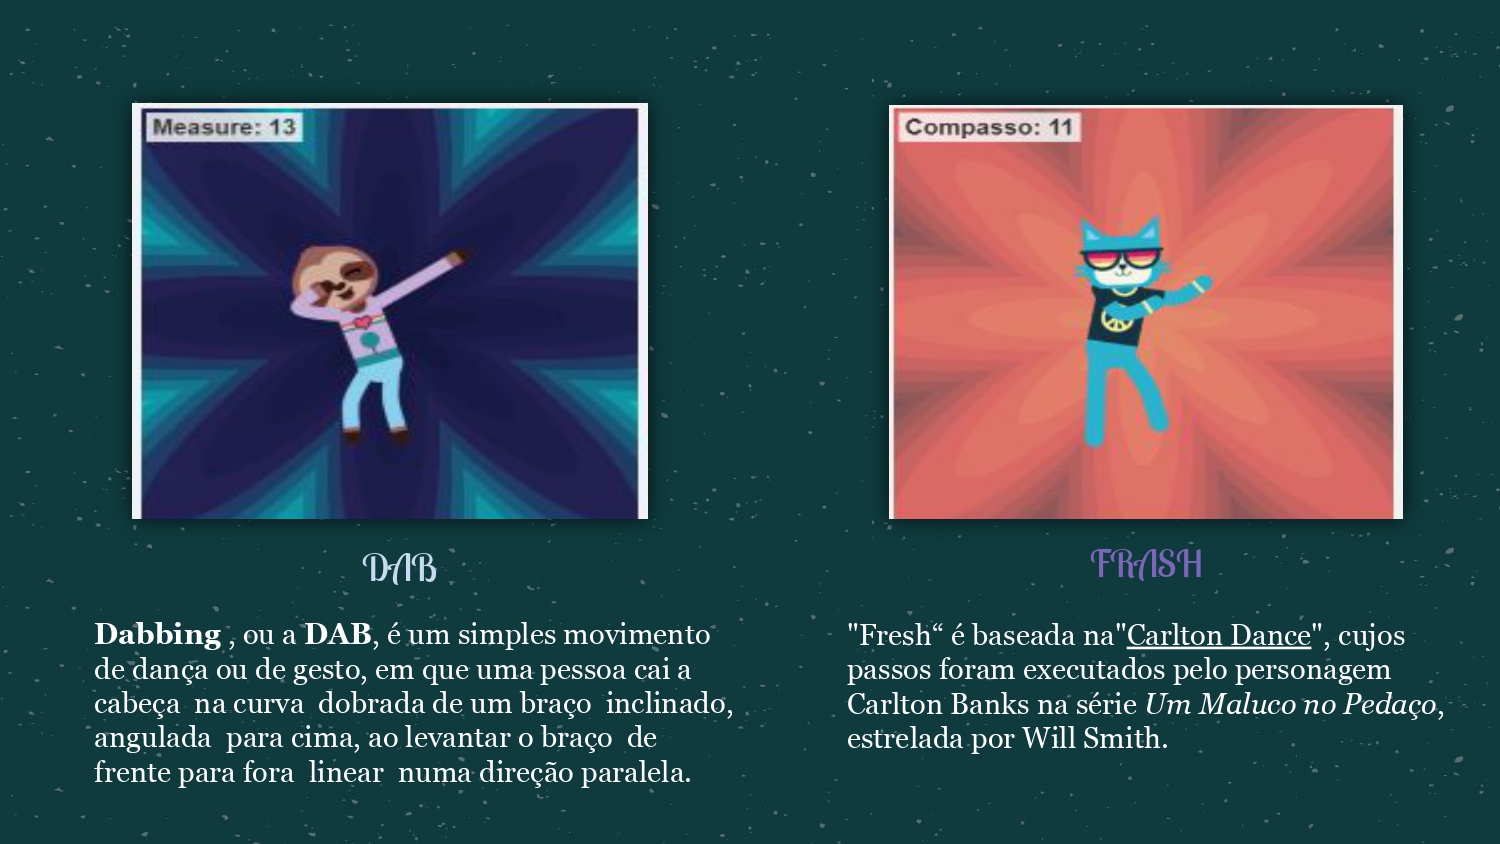 Measure: 13
DAB
Dabbing , ou a DAB, é um simples movimento
de dança ou de gesto, em que uma pessoa cai a
cabeça na curva dobrada de um braço inclinado,
angulada para cima, ao levantar o braço de
frente para fora linear numa direção paralela.
Compasso: 11
FRASH
"Fresh“ é baseada na"Carlton Dance", cujos
passos foram executados pelo personagem
Carlton Banks na série Um Maluco no Pedaço,
estrelada por Will Smith.